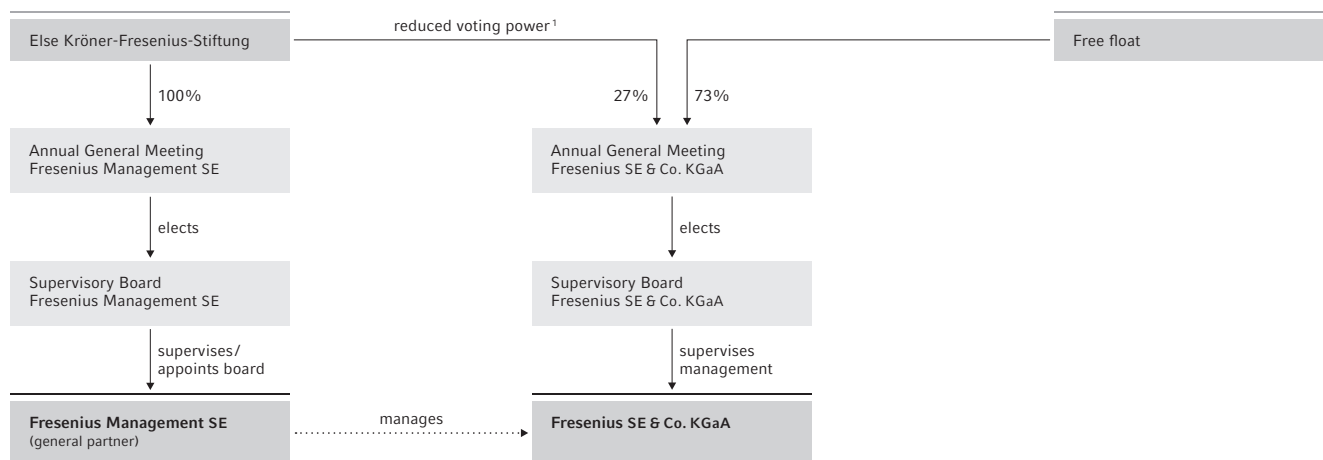 reduced voting power¹
Else Kröner-Fresenius-Stiftung
Free float
100%
27%
73%
Annual General Meeting
Fresenius Management SE
Annual General Meeting
Fresenius SE & Co. KGaA
elects
elects
Supervisory Board
Fresenius Management SE
Supervisory Board
Fresenius SE & Co. KGaA
supervises/
appoints board
supervises
management
Fresenius Management SE
(general partner)
manages
Fresenius SE & Co. KGaA